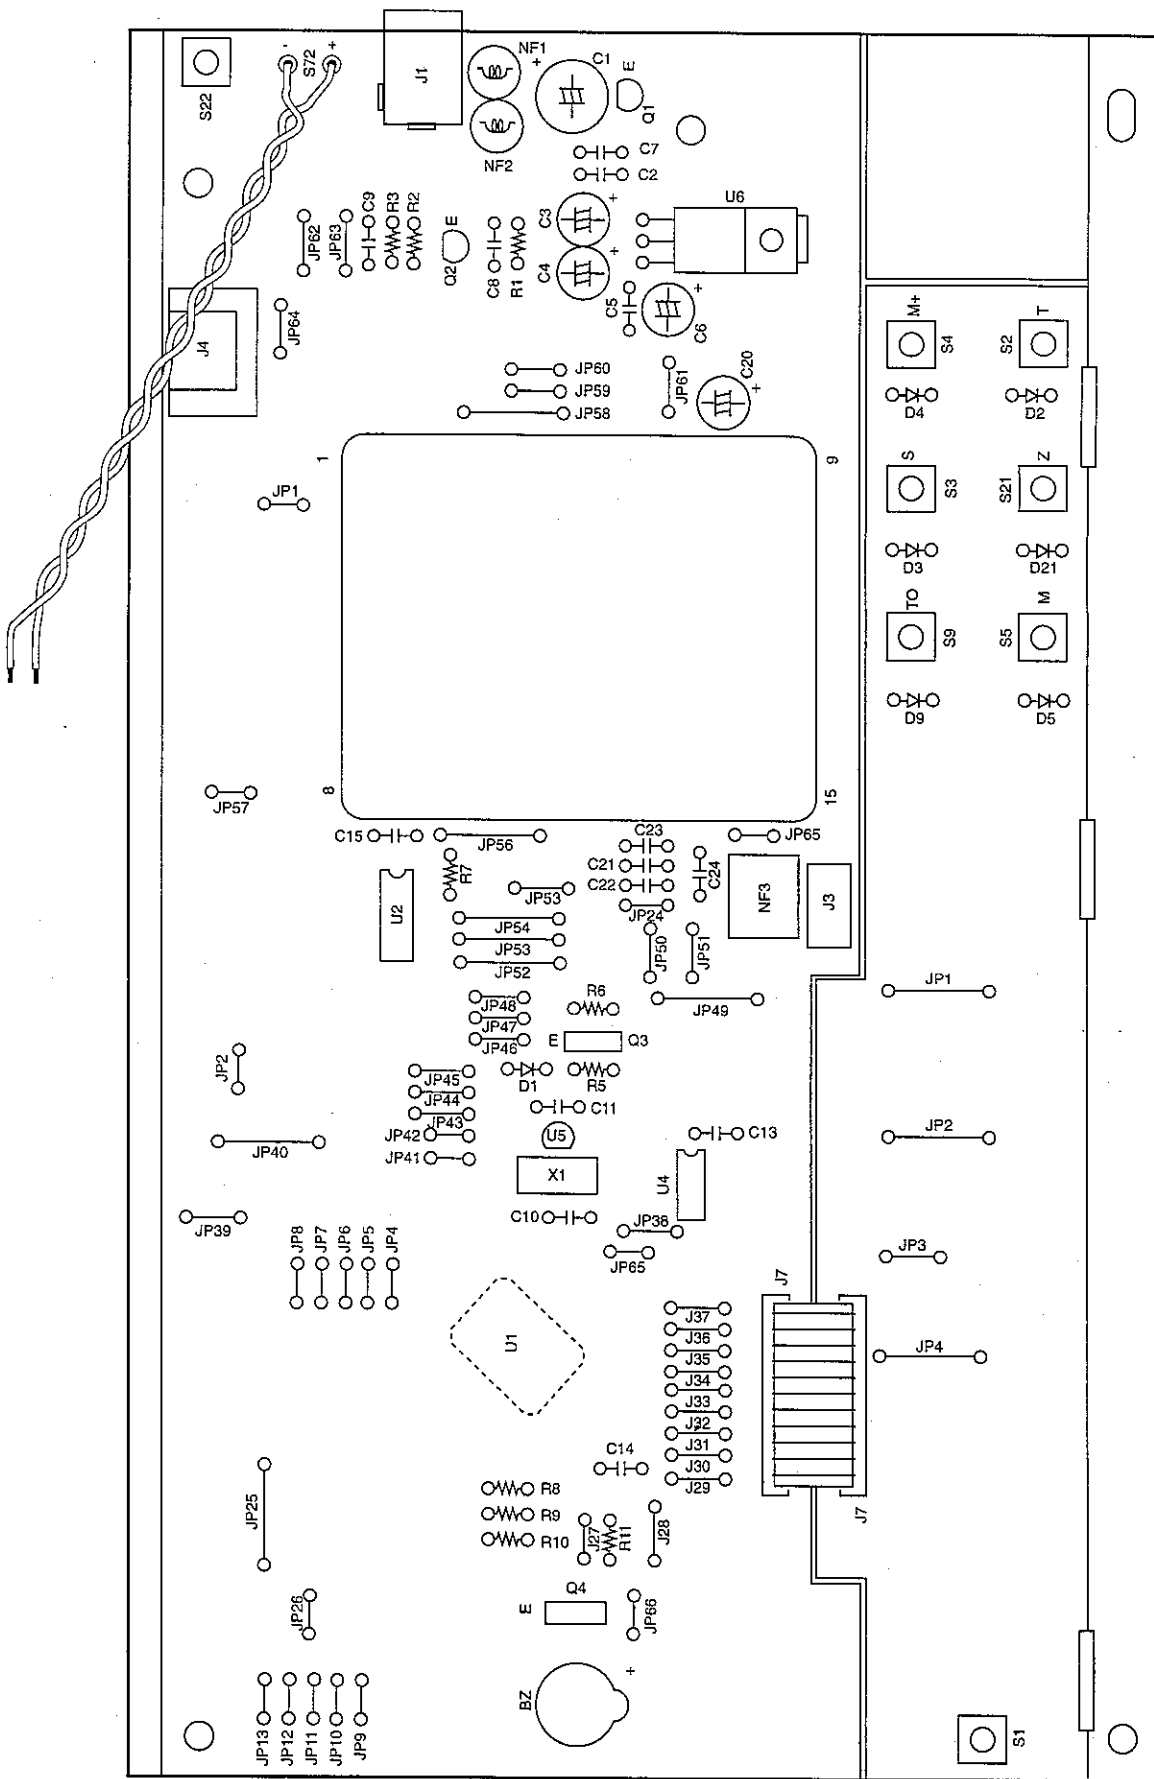 S22
-
S72
+
J1
NF1
+
C1
E
Q1
NF2
C7
C2
JP62
JP63
C9
R3
R2
E
Q2
C8
R1
C3
+
C4
+
U6
C5
+
C6
J4
JP64
JP60
JP59
JP58
JP61
C20
+
M+
S4
T
S2
D4
D2
1
9
JP1
S
S3
Z
S21
D3
D21
TO
S9
M
S5
D9
D5
JP57
8
15
C15
JP56
C23
JP65
R7
C21
C22
C24
U2
JP53
JP24
NF3
J3
JP54
JP53
JP52
JP50
JP51
JP48
JP47
JP46
R6
JP49
E
Q3
JP1
JP2
JP45
JP44
JP43
JP42
JP41
D1
R5
C11
U5
C13
JP2
JP40
X1
U4
JP39
C10
JP38
JP65
JP3
JP8
JP7
JP6
JP5
JP4
U1
J37
J36
J35
J34
J33
J32
J31
J30
J29
J7
JP4
J7
C14
JP25
R8
R9
R10
J27
R11
J28
JP26
E
Q4
JP66
BZ
+
JP13
JP12
JP11
JP10
JP9
S1